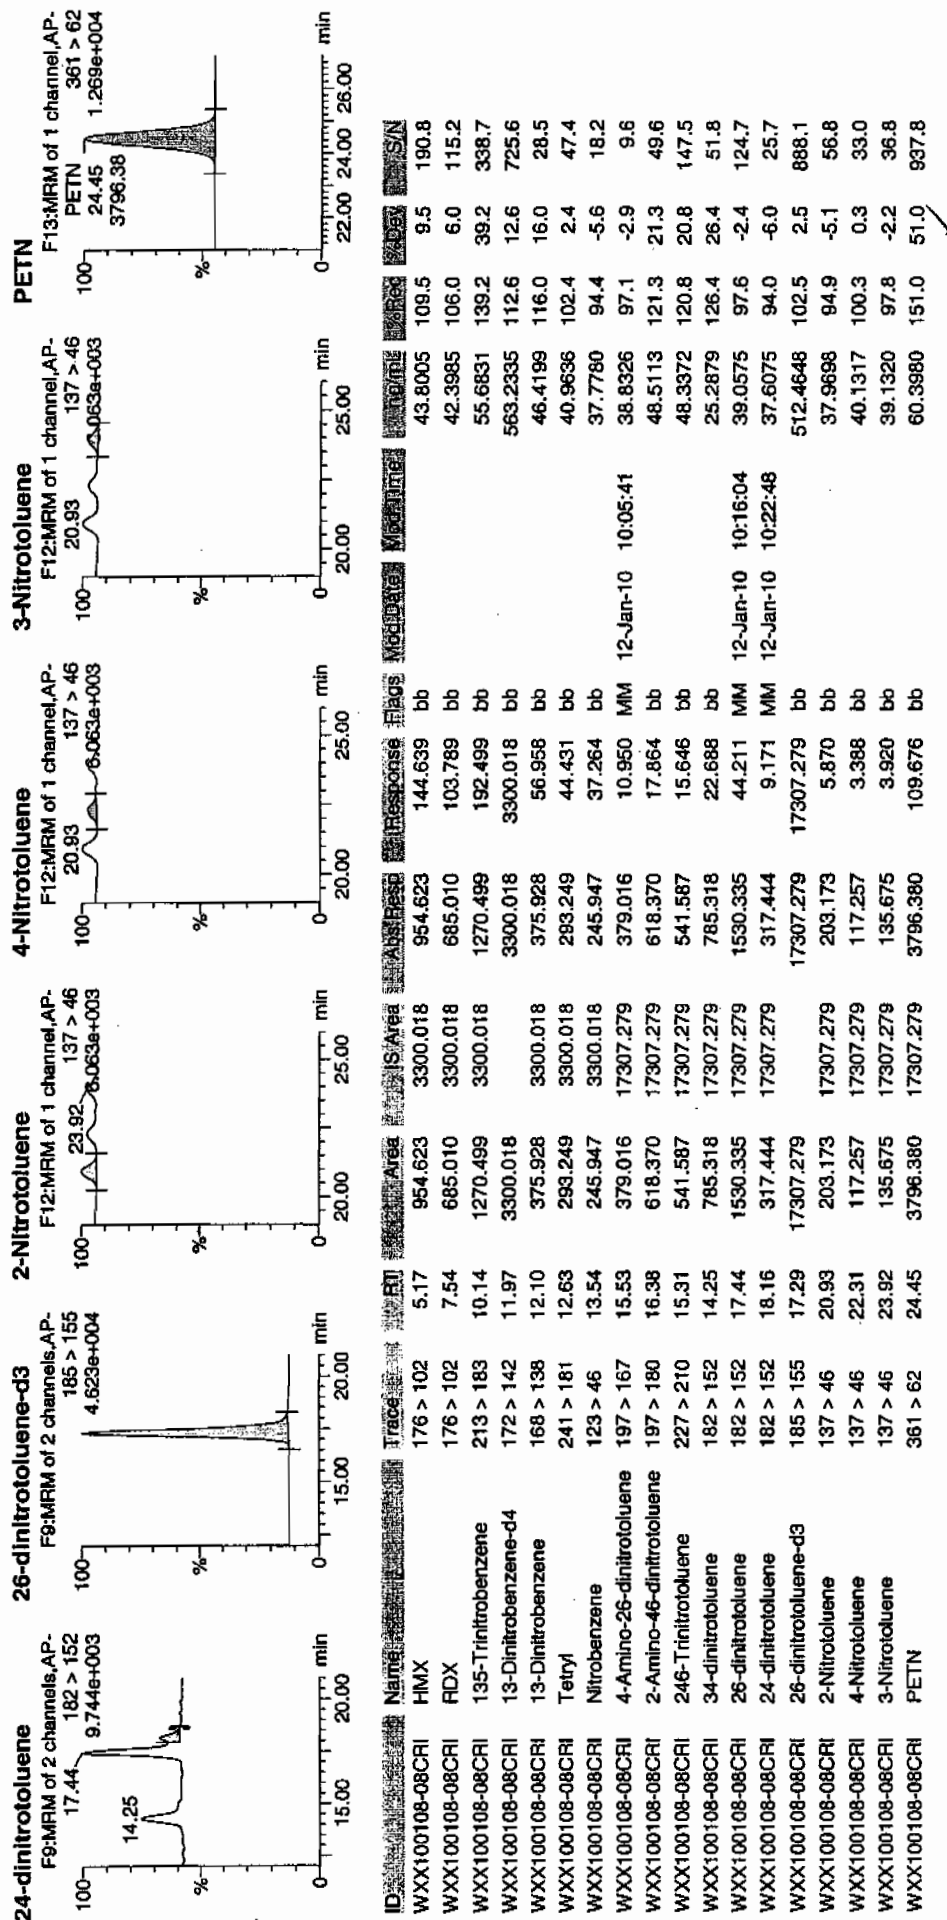 24-dinitrotoluene
F9:MRM of 2 channels,AP-
17.44 182 > 152
9.744e+003
14.25
100
%
0
15.00 20.00 min
26-dinitrotoluene-d3
F9:MRM of 2 channels,AP-
185 > 155
4.623e+004
100
%
0
15.00 20.00 min
2-Nitrotoluene
F12:MRM of 1 channel,AP-
137 > 46
23.92 6.063e+003
100
%
0
20.00 25.00 min
4-Nitrotoluene
F12:MRM of 1 channel,AP-
20.93 137 > 46
6.063e+003
100
%
0
20.00 25.00 min
3-Nitrotoluene
F12:MRM of 1 channel,AP-
20.93 137 > 46
063e+003
100
%
0
20.00 25.00 min
PETN
F13:MRM of 1 channel,AP-
PETN 361 > 62
24.45 1.269e+004
3796.38
100
%
0
22.00 24.00 26.00 min
ID Name Trace RT Area IS Area Abs Resp Response Flags Mod Date Mod Time ng/mL %Rec %Dev S/N
WXX100108-08CRI HMX 176 > 102 5.17 954.623 3300.018 954.623 144.639 bb 43.8005 109.5 9.5 190.8
WXX100108-08CRI RDX 176 > 102 7.54 685.010 3300.018 685.010 103.789 bb 42.3985 106.0 6.0 115.2
WXX100108-08CRI 135-Trinitrobenzene 213 > 183 10.14 1270.499 3300.018 1270.499 192.499 bb 55.6831 139.2 39.2 338.7
WXX100108-08CRI 13-Dinitrobenzene-d4 172 > 142 11.97 3300.018 3300.018 3300.018 bb 563.2335 112.6 12.6 725.6
WXX100108-08CRI 13-Dinitrobenzene 168 > 138 12.10 375.928 3300.018 375.928 56.958 bb 46.4199 116.0 16.0 28.5
WXX100108-08CRI Tetryl 241 > 181 12.63 293.249 3300.018 293.249 44.431 bb 40.9636 102.4 2.4 47.4
WXX100108-08CRI Nitrobenzene 123 > 46 13.54 245.947 3300.018 245.947 37.264 bb 37.7780 94.4 -5.6 18.2
WXX100108-08CRI 4-Amino-26-dinitrotoluene 197 > 167 15.53 379.016 17307.279 379.016 10.950 MM 12-Jan-10 10:05:41 38.8326 97.1 -2.9 9.6
WXX100108-08CRI 2-Amino-46-dinitrotoluene 197 > 180 16.38 618.370 17307.279 618.370 17.864 bb 48.5113 121.3 21.3 49.6
WXX100108-08CRI 246-Trinitrotoluene 227 > 210 15.31 541.587 17307.279 541.587 15.646 bb 48.3372 120.8 20.8 147.5
WXX100108-08CRI 34-dinitrotoluene 182 > 152 14.25 785.318 17307.279 785.318 22.688 bb 25.2879 126.4 26.4 51.8
WXX100108-08CRI 26-dinitrotoluene 182 > 152 17.44 1530.335 17307.279 1530.335 44.211 MM 12-Jan-10 10:16:04 39.0575 97.6 -2.4 124.7
WXX100108-08CRI 24-dinitrotoluene 182 > 152 18.16 317.444 17307.279 317.444 9.171 MM 12-Jan-10 10:22:48 37.6075 94.0 -6.0 25.7
WXX100108-08CRI 26-dinitrotoluene-d3 185 > 155 17.29 17307.279 17307.279 17307.279 bb 512.4648 102.5 2.5 888.1
WXX100108-08CRI 2-Nitrotoluene 137 > 46 20.93 203.173 17307.279 203.173 5.870 bb 37.9698 94.9 -5.1 56.8
WXX100108-08CRI 4-Nitrotoluene 137 > 46 22.31 117.257 17307.279 117.257 3.388 bb 40.1317 100.3 0.3 33.0
WXX100108-08CRI 3-Nitrotoluene 137 > 46 23.92 135.675 17307.279 135.675 3.920 bb 39.1320 97.8 -2.2 36.8
WXX100108-08CRI PETN 361 > 62 24.45 3796.380 17307.279 3796.380 109.676 bb 60.3980 151.0 51.0 937.8